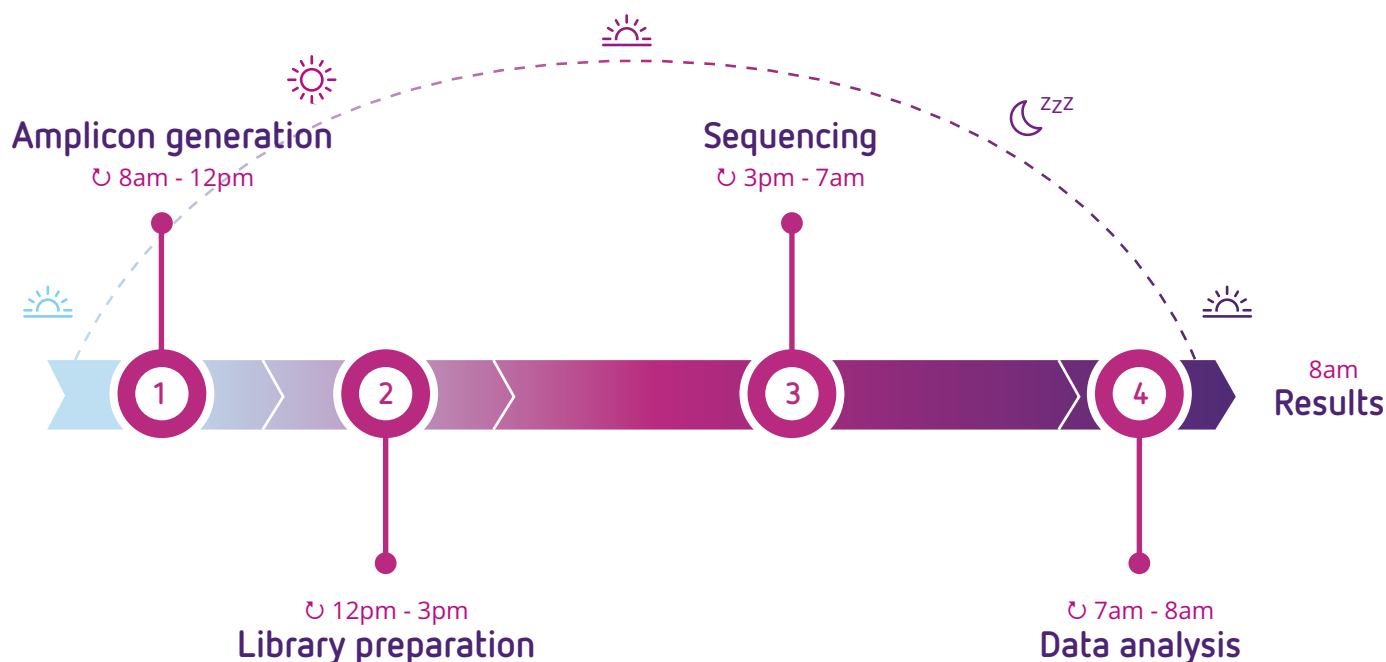 zzz
Amplicon generation
↻ 8am - 12pm
Sequencing
↻ 3pm - 7am
1
2
3
4
8am
Results
↻ 12pm - 3pm
Library preparation
↻ 7am - 8am
Data analysis